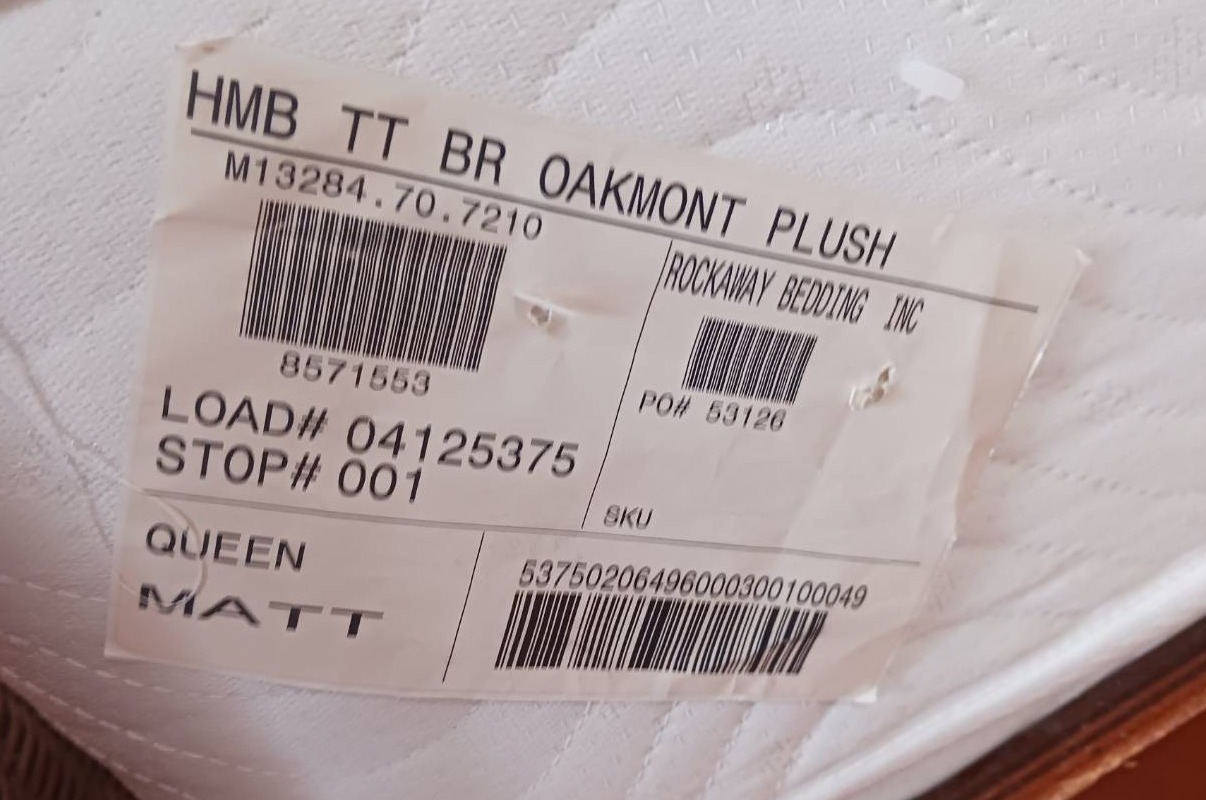 HMB TT BR OAKMONT PLUSH
M13284.70.7210
8571553
LOAD# 04125375
STOP# 001
ROCKAWAY BEDDING INC
PO# 53126
SKU
QUEEN
MATT
53750206496000300100049